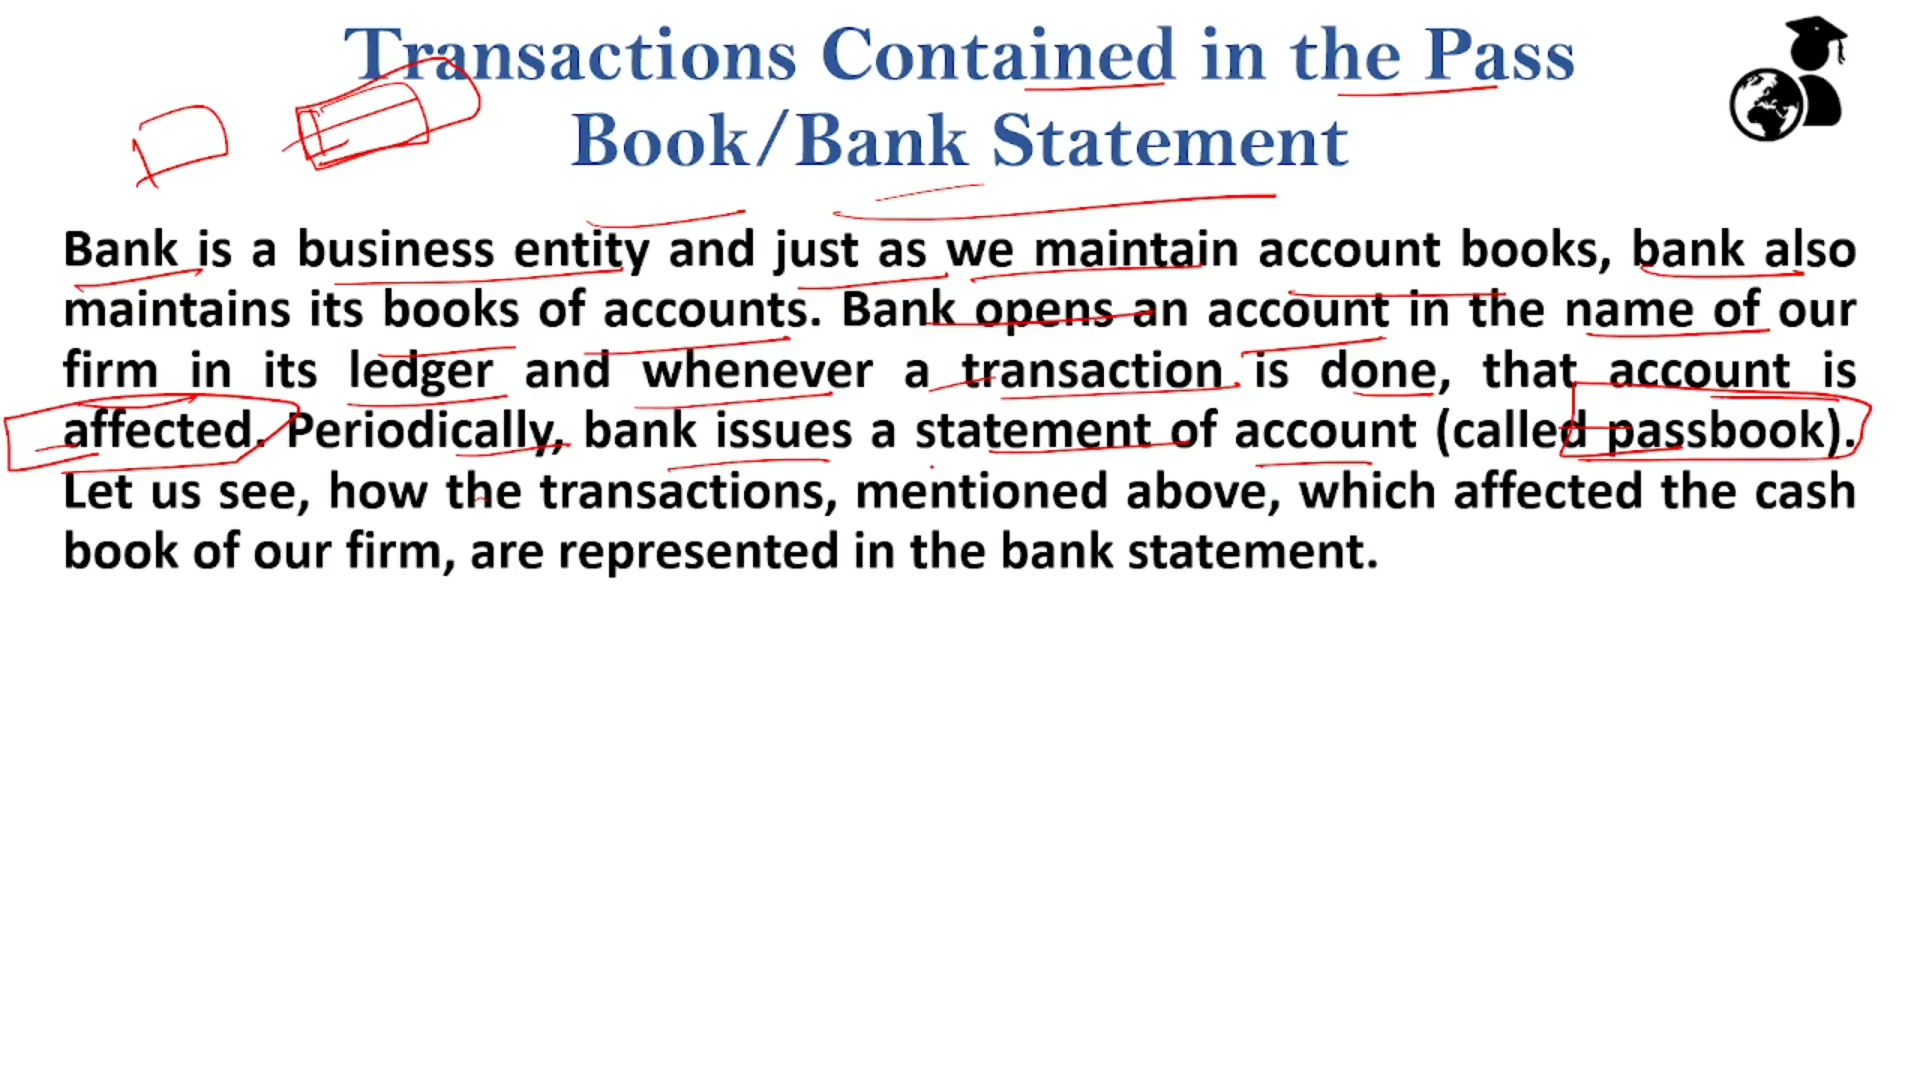 Transactions Contained in the Pass
Book/Bank Statement
Bank is a business entity and just as we maintain account books, bank also
maintains its books of accounts. Bank opens an account in the name of our
firm in its ledger and whenever a transaction is done, that account is
affected. Periodically, bank issues a statement of account (called passbook).
Let us see, how the transactions, mentioned above, which affected the cash
book of our firm, are represented in the bank statement.